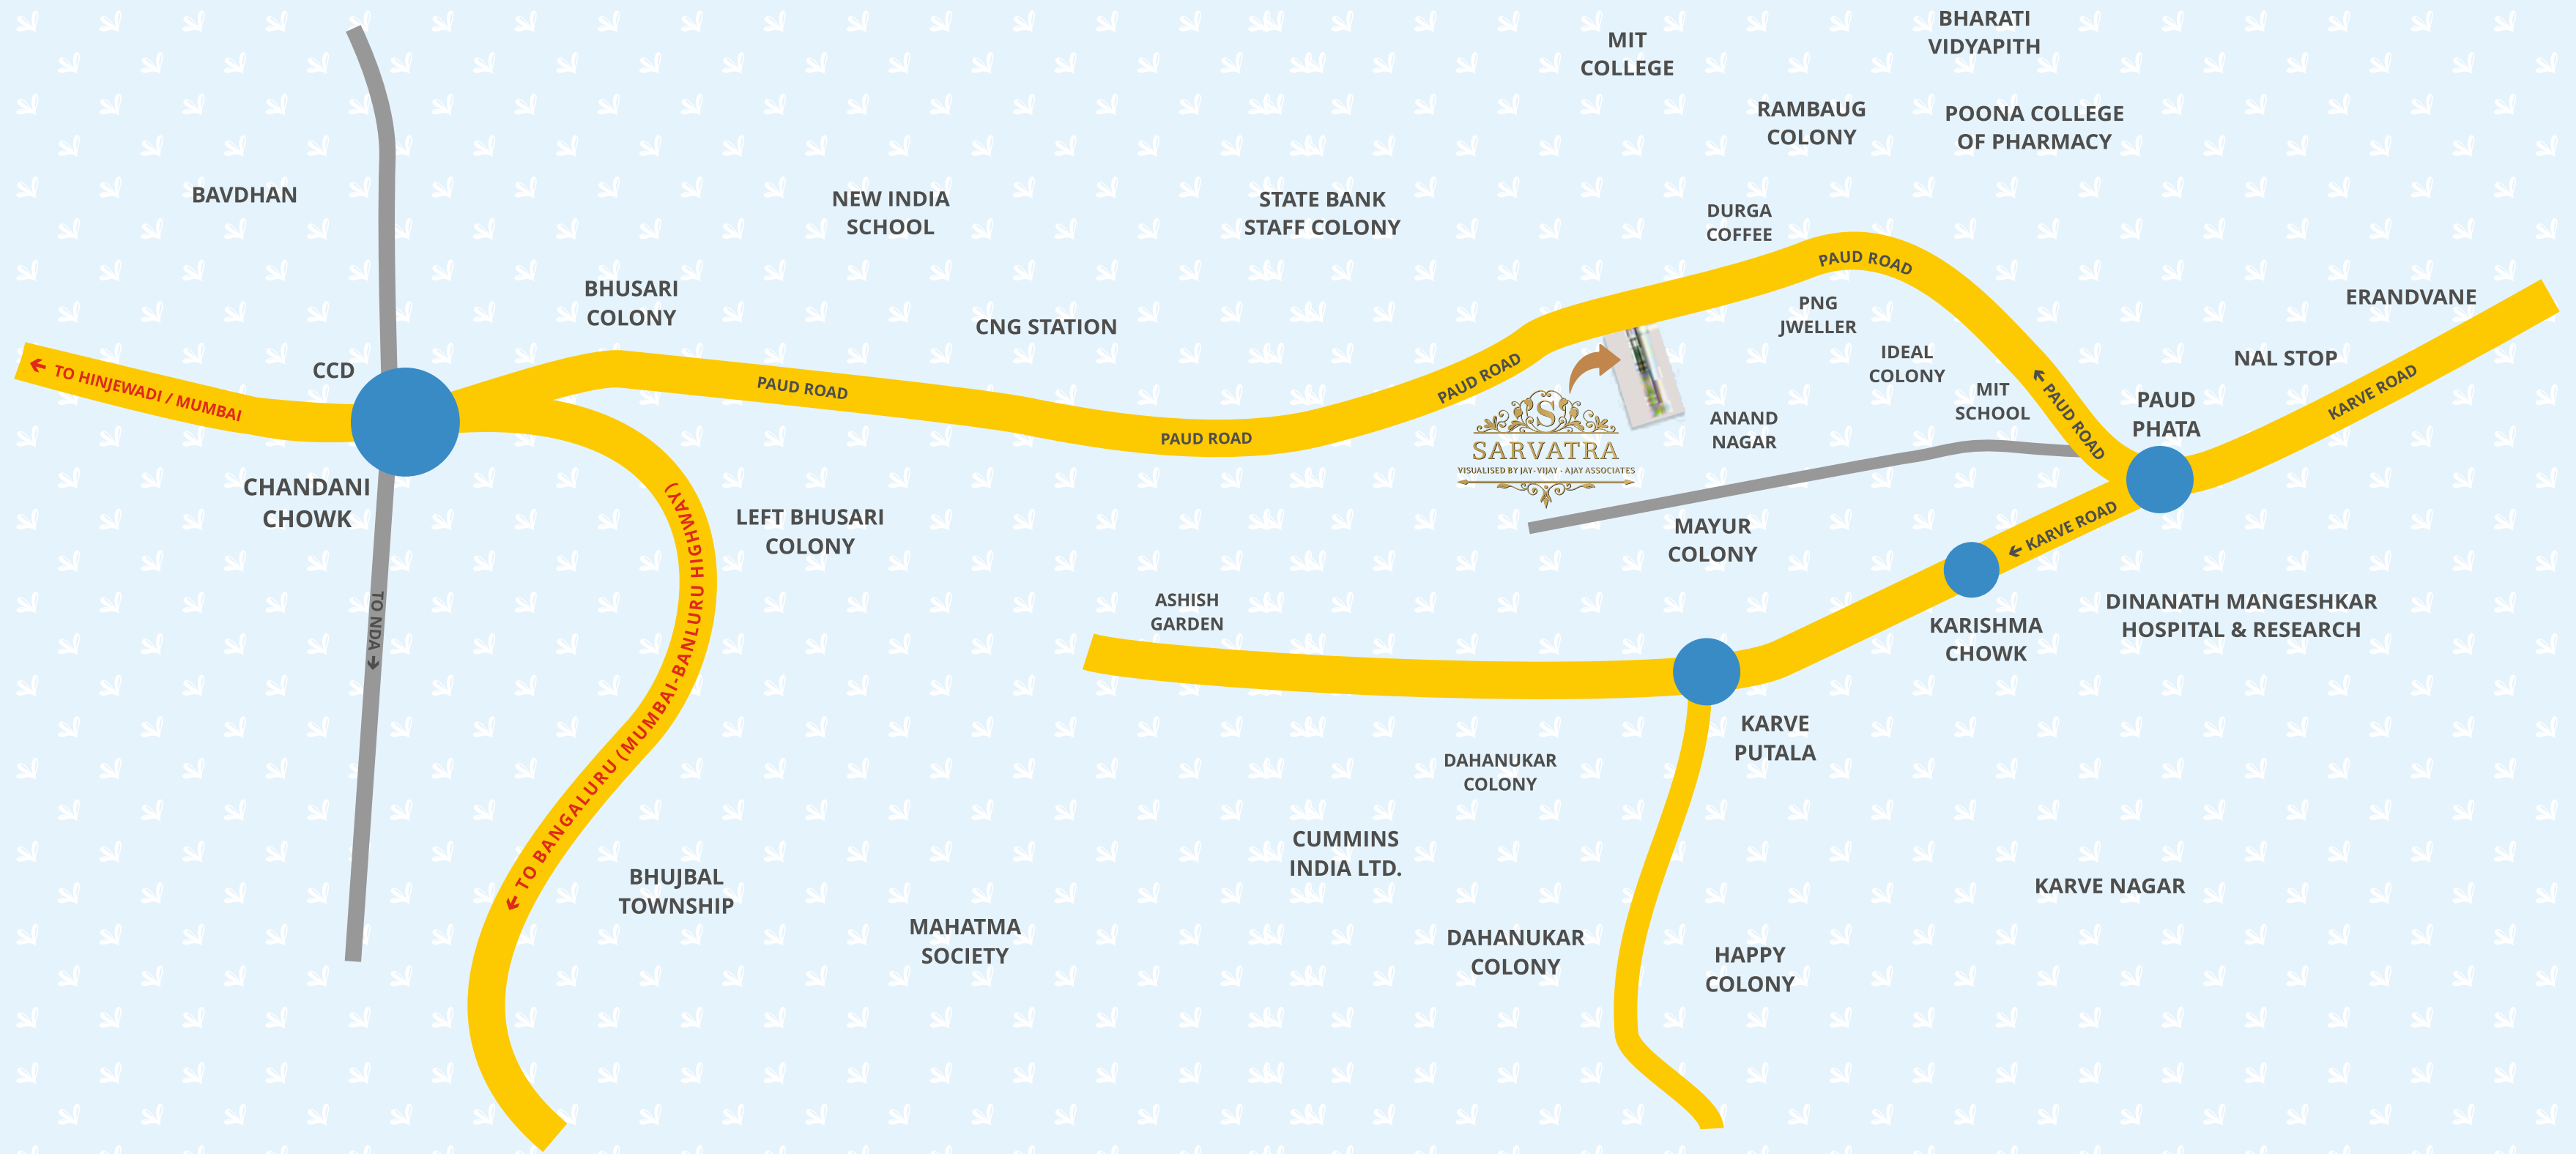 MIT
COLLEGE
BHARATI
VIDYAPITH
RAMBAUG
COLONY
POONA COLLEGE
OF PHARMACY
BAVDHAN
NEW INDIA
SCHOOL
STATE BANK
STAFF COLONY
DURGA
COFFEE
PAUD ROAD
BHUSARI
COLONY
CNG STATION
PNG
JWELLER
ERANDVANE
CCD
← TO HINJEWADI / MUMBAI
PAUD ROAD
PAUD ROAD
IDEAL
COLONY
NAL STOP
MIT
SCHOOL
← PAUD ROAD
PAUD
PHATA
KARVE ROAD
PAUD ROAD
ANAND
NAGAR
S
SARVATRA
VISUALISED BY JAY-VIJAY - AJAY ASSOCIATES
CHANDANI
CHOWK
LEFT BHUSARI
COLONY
MAYUR
COLONY
← KARVE ROAD
TO NDA →
← TO BANGALURU (MUMBAI-BANLURU HIGHWAY)
ASHISH
GARDEN
KARISHMA
CHOWK
DINANATH MANGESHKAR
HOSPITAL & RESEARCH
KARVE
PUTALA
DAHANUKAR
COLONY
CUMMINS
INDIA LTD.
BHUJBAL
TOWNSHIP
KARVE NAGAR
MAHATMA
SOCIETY
DAHANUKAR
COLONY
HAPPY
COLONY